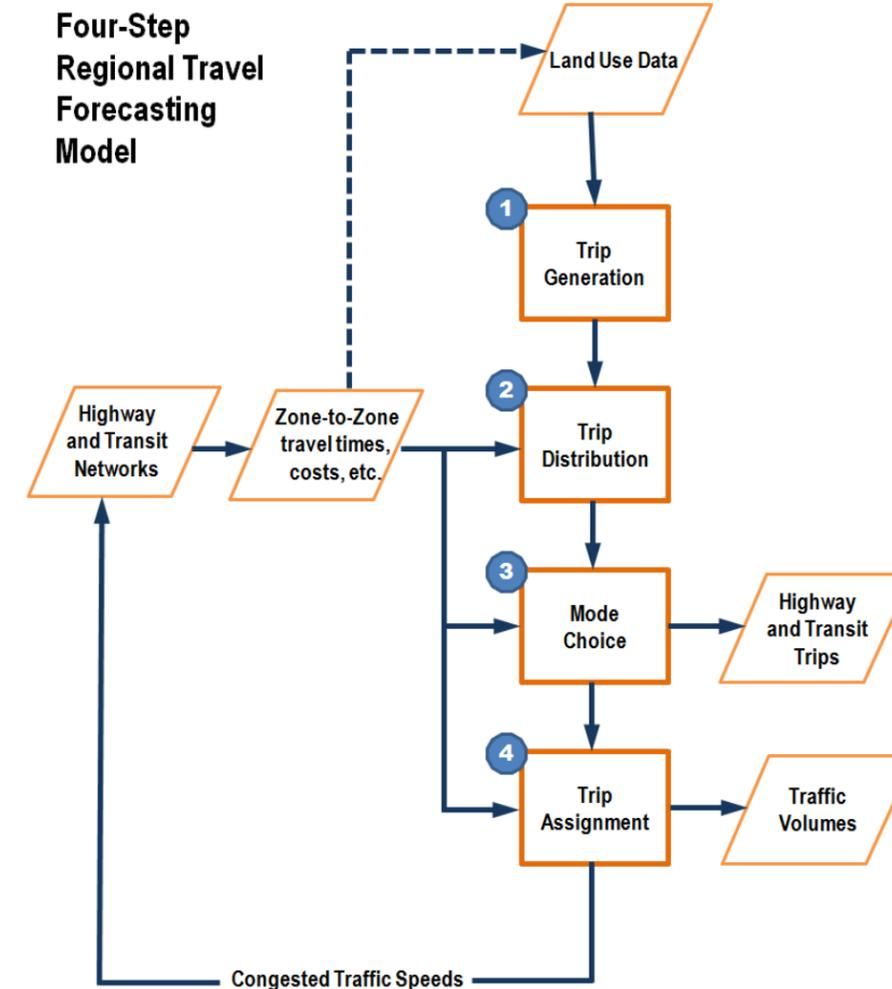 Four-Step
Regional Travel
Forecasting
Model
Land Use Data
1
Trip
Generation
2
Trip
Distribution
Highway
and Transit
Networks
Zone-to-Zone
travel times,
costs, etc.
3
Mode
Choice
Highway
and Transit
Trips
4
Trip
Assignment
Traffic
Volumes
Congested Traffic Speeds